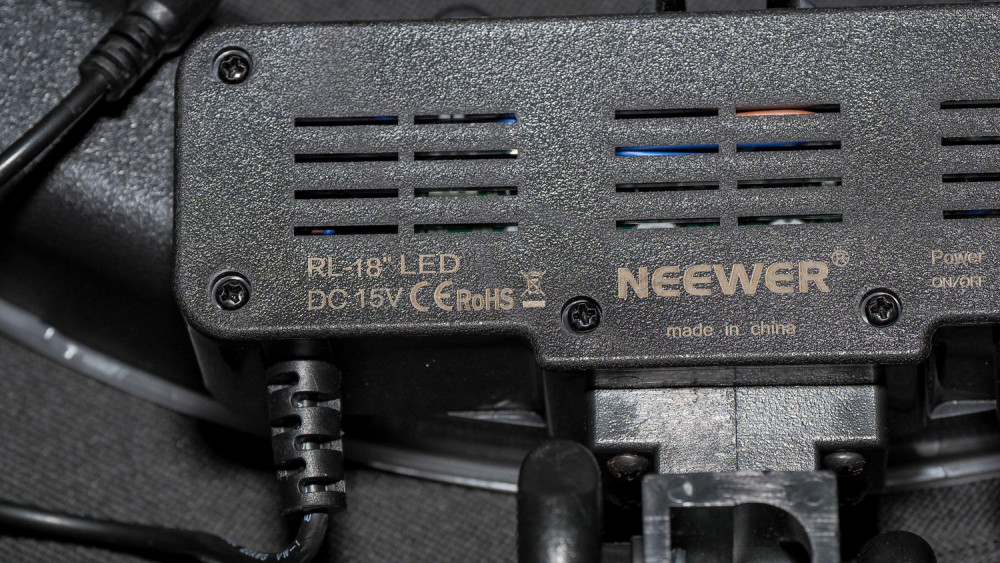 RL-18" LED
DC 15V CE RoHS
NEEWER®
made in china
Power
ON/OFF